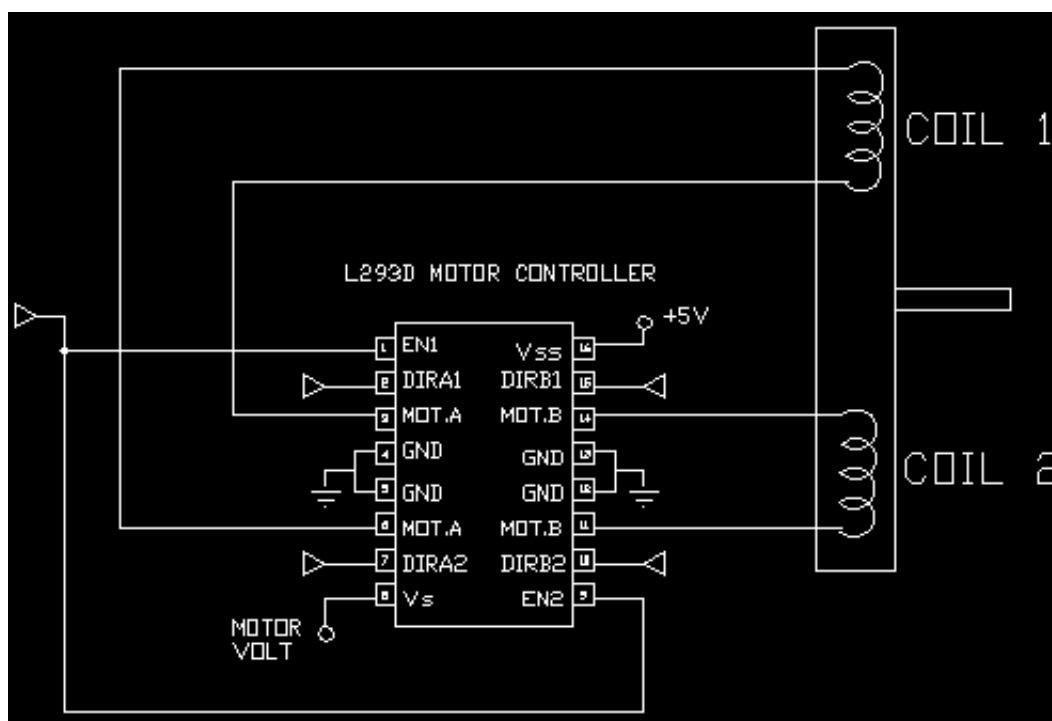 COIL 1
L293D MOTOR CONTROLLER
+5V
1 EN1 Vss 16
2 DIRA1 DIRB1 15
3 MOT.A MOT.B 14
4 GND GND 13
5 GND GND 12
COIL 2
6 MOT.A MOT.B 11
7 DIRA2 DIRB2 10
8 Vs EN2 9
MOTOR
VOLT